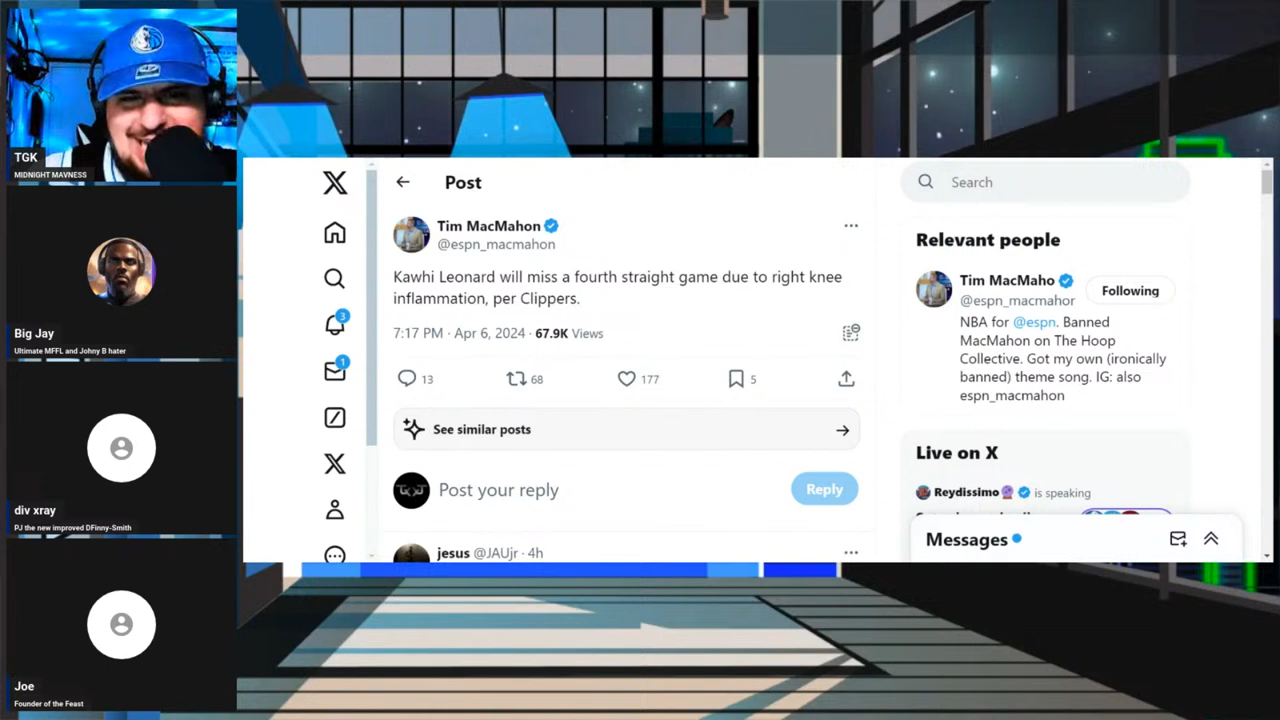 TGK
MIDNIGHT MAVNESS
Big Jay
Ultimate MFFL and Johny B hater
div xray
PJ the new improved DFinny-Smith
Joe
Founder of the Feast
Post
Tim MacMahon
@espn_macmahon
Kawhi Leonard will miss a fourth straight game due to right knee
inflammation, per Clippers.
7:17 PM · Apr 6, 2024 · 67.9K Views
13 68 177 5
See similar posts
Post your reply
Reply
jesus @JAUjr · 4h
3
1
Search
Relevant people
Tim MacMaho
@espn_macmahor
Following
NBA for @espn. Banned
MacMahon on The Hoop
Collective. Got my own (ironically
banned) theme song. IG: also
espn_macmahon
Live on X
Reydissimo is speaking
Messages